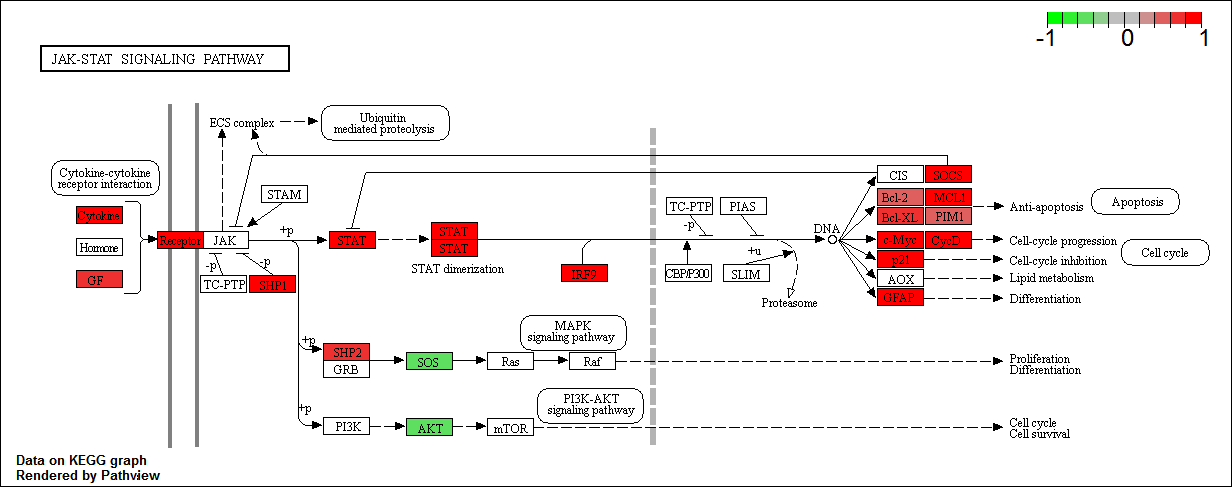 -1 0 1
JAK-STAT SIGNALING PATHWAY
ECS complex
Ubiquitin
mediated proteolysis
Cytokine-cytokine
receptor interaction
STAM
CIS
SOCS
Bcl-2
MCL1
Bcl-XL
PIM1
Anti-apoptosis
Apoptosis
Cytokine
Hormone
GF
Receptor
JAK
+p
STAT
STAT
STAT
STAT dimerization
IRF9
TC-PTP
PIAS
-p
+u
CBP/P300
SLIM
Proteasome
DNA
c-Myc
CycD
Cell-cycle progression
Cell cycle
p21
Cell-cycle inhibition
AOX
Lipid metabolism
GFAP
Differentiation
-p
-p
TC-PTP
SHP1
MAPK
signaling pathway
+p
SHP2
GRB
SOS
Ras
Raf
Proliferation
Differentiation
PI3K-AKT
signaling pathway
+p
PI3K
AKT
mTOR
Cell cycle
Cell survival
Data on KEGG graph
Rendered by Pathview